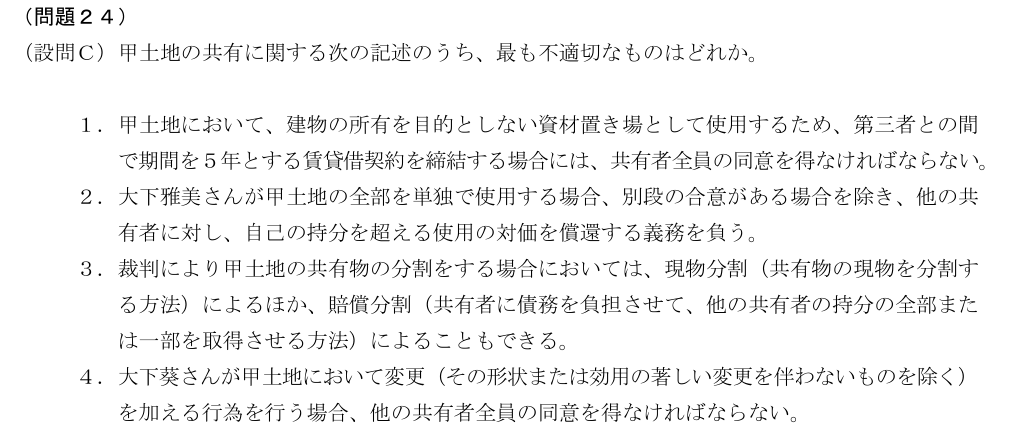 （問題２４）
（設問Ｃ）甲土地の共有に関する次の記述のうち、最も不適切なものはどれか。
１．甲土地において、建物の所有を目的としない資材置き場として使用するため、第三者との間
で期間を５年とする賃貸借契約を締結する場合には、共有者全員の同意を得なければならない。
２．大下雅美さんが甲土地の全部を単独で使用する場合、別段の合意がある場合を除き、他の共
有者に対し、自己の持分を超える使用の対価を償還する義務を負う。
３．裁判により甲土地の共有物の分割をする場合においては、現物分割（共有物の現物を分割す
る方法）によるほか、賠償分割（共有者に債務を負担させて、他の共有者の持分の全部また
は一部を取得させる方法）によることもできる。
４．大下葵さんが甲土地において変更（その形状または効用の著しい変更を伴わないものを除く）
を加える行為を行う場合、他の共有者全員の同意を得なければならない。